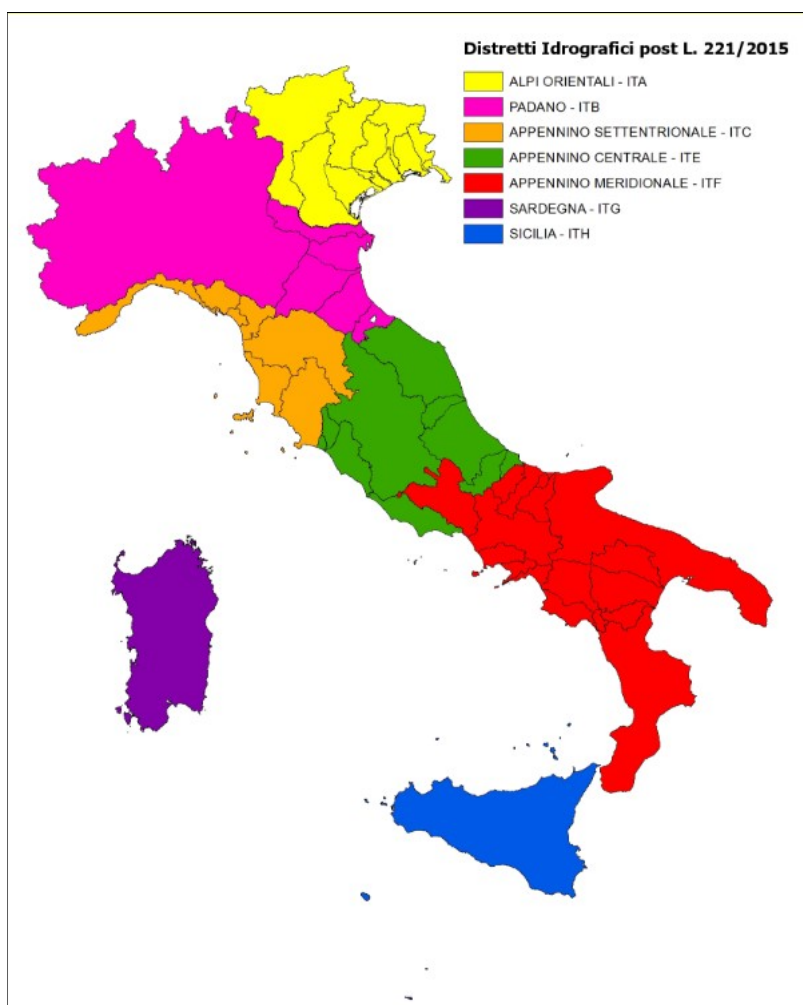 Distretti Idrografici post L. 221/2015
ALPI ORIENTALI - ITA
PADANO - ITB
APPENNINO SETTENTRIONALE - ITC
APPENNINO CENTRALE - ITE
APPENNINO MERIDIONALE - ITF
SARDEGNA - ITG
SICILIA - ITH